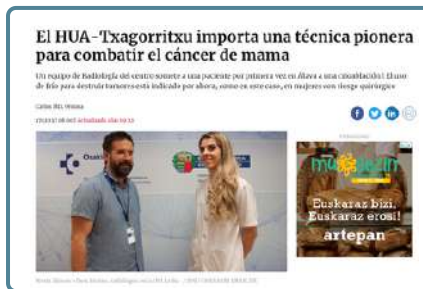 El HUA-Txagorritxu importa una técnica pionera
para combatir el cáncer de mama
Un equipo de Radiología del centro somete a una paciente por primera vez en Álava a una crioablación | El uso
de frío para destruir tumores está indicado por ahora, como en este caso, en mujeres con riesgo quirúrgico
Carlos
Osaki
Euskaraz bizi,
Euskaraz erosi!
artepan